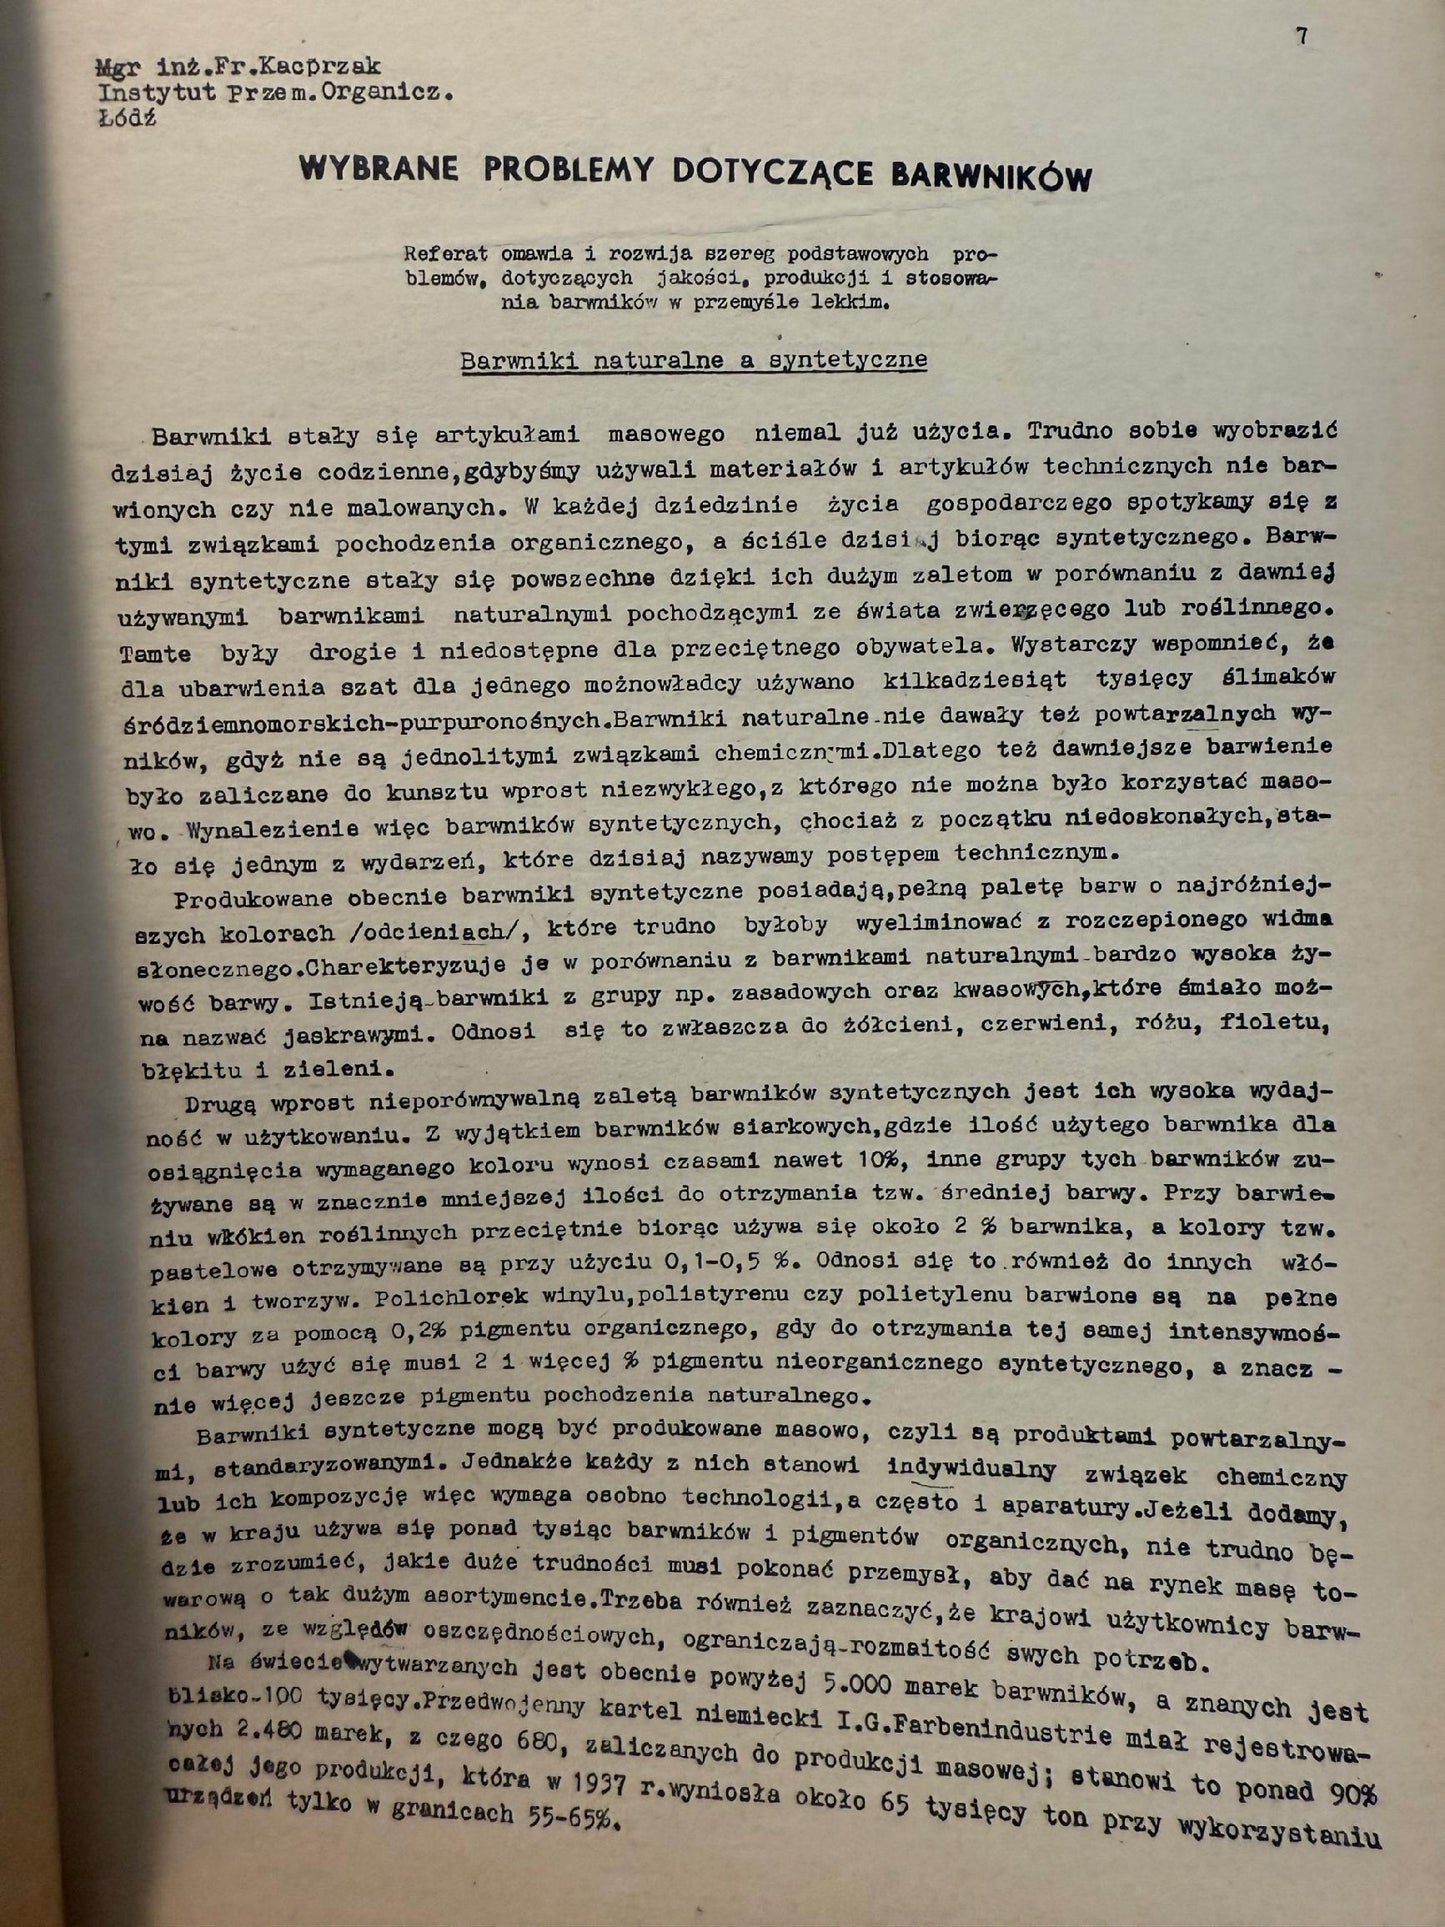 7
Mgr inż.Fr.Kacprzak
Instytut Przem.Organicz.
Łódź
WYBRANE PROBLEMY DOTYCZĄCE BARWNIKÓW
Referat omawia i rozwija szereg podstawowych pro-
blemów, dotyczących jakości, produkcji i stosowa-
nia barwników w przemyśle lekkim.
Barwniki naturalne a syntetyczne
Barwniki stały się artykułami masowego niemal już użycia. Trudno sobie wyobrazić
dzisiaj życie codzienne,gdybyśmy używali materiałów i artykułów technicznych nie bar-
wionych czy nie malowanych. W każdej dziedzinie życia gospodarczego spotykamy się z
tymi związkami pochodzenia organicznego, a ściśle dzisiaj biorąc syntetycznego. Barw-
niki syntetyczne stały się powszechne dzięki ich dużym zaletom w porównaniu z dawniej
używanymi barwnikami naturalnymi pochodzącymi ze świata zwierzęcego lub roślinnego.
Tamte były drogie i niedostępne dla przeciętnego obywatela. Wystarczy wspomnieć, że
dla ubarwienia szat dla jednego możnowładcy używano kilkadziesiąt tysięcy ślimaków
śródziemnomorskich-purpuronośnych.Barwniki naturalne nie dawały też powtarzalnych wy-
ników, gdyż nie są jednolitymi związkami chemicznymi.Dlatego też dawniejsze barwienie
było zaliczane do kunsztu wprost niezwykłego,z którego nie można było korzystać maso-
wo. Wynalezienie więc barwników syntetycznych, chociaż z początku niedoskonałych,sta-
ło się jednym z wydarzeń, które dzisiaj nazywamy postępem technicznym.
Produkowane obecnie barwniki syntetyczne posiadają,pełną paletę barw o najróżniej-
szych kolorach /odcieniach/, które trudno byłoby wyeliminować z rozczepionego widma
słonecznego.Charekteryzuje je w porównaniu z barwnikami naturalnymi bardzo wysoka ży-
wość barwy. Istnieją barwniki z grupy np. zasadowych oraz kwasowych,które śmiało moż-
na nazwać jaskrawymi. Odnosi się to zwłaszcza do żółcieni, czerwieni, różu, fioletu,
błękitu i zieleni.
Drugą wprost nieporównywalną zaletą barwników syntetycznych jest ich wysoka wydaj-
ność w użytkowaniu. Z wyjątkiem barwników siarkowych,gdzie ilość użytego barwnika dla
osiągnięcia wymaganego koloru wynosi czasami nawet 10%, inne grupy tych barwników zu-
żywane są w znacznie mniejszej ilości do otrzymania tzw. średniej barwy. Przy barwie-
niu włókien roślinnych przeciętnie biorąc używa się około 2 % barwnika, a kolory tzw.
pastelowe otrzymywane są przy użyciu 0,1-0,5 %. Odnosi się to również do innych włó-
kien i tworzyw. Polichlorek winylu,polistyrenu czy polietylenu barwione są na pełne
kolory za pomocą 0,2% pigmentu organicznego, gdy do otrzymania tej samej intensywnoś-
ci barwy użyć się musi 2 i więcej % pigmentu nieorganicznego syntetycznego, a znacz -
nie więcej jeszcze pigmentu pochodzenia naturalnego.
Barwniki syntetyczne mogą być produkowane masowo, czyli są produktami powtarzalny-
mi, standaryzowanymi. Jednakże każdy z nich stanowi indywidualny związek chemiczny
lub ich kompozycję więc wymaga osobno technologii,a często i aparatury.Jeżeli dodamy,
że w kraju używa się ponad tysiąc barwników i pigmentów organicznych, nie trudno bę-
dzie zrozumieć, jakie duże trudności musi pokonać przemysł, aby dać na rynek masę to-
warową o tak dużym asortymencie.Trzeba również zaznaczyć,że krajowi użytkownicy barw-
ników, ze względów oszczędnościowych, ograniczają rozmaitość swych potrzeb.
Na świecie wytwarzanych jest obecnie powyżej 5.000 marek barwników, a znanych jest
blisko 100 tysięcy.Przedwojenny kartel niemiecki I.G.Farbenindustrie miał rejestrowa-
nych 2.480 marek, z czego 680, zaliczanych do produkcji masowej; stanowi to ponad 90%
całej jego produkcji, która w 1937 r.wyniosła około 65 tysięcy ton przy wykorzystaniu
urządzeń tylko w granicach 55-65%.